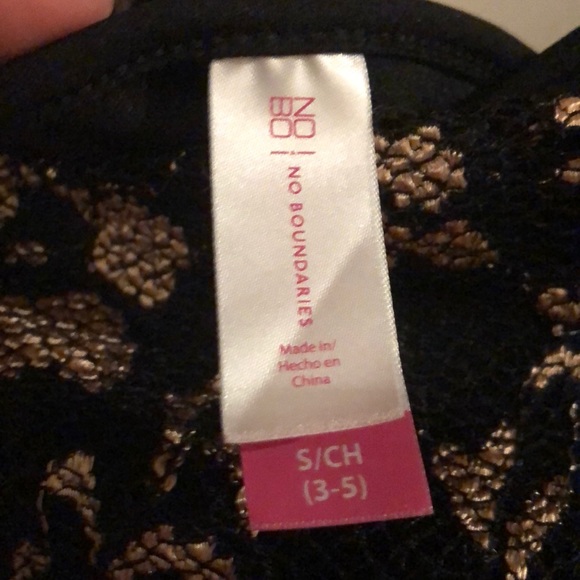 NO
BO
NO BOUNDARIES
Made in/
Hecho en
China
S/CH
(3-5)